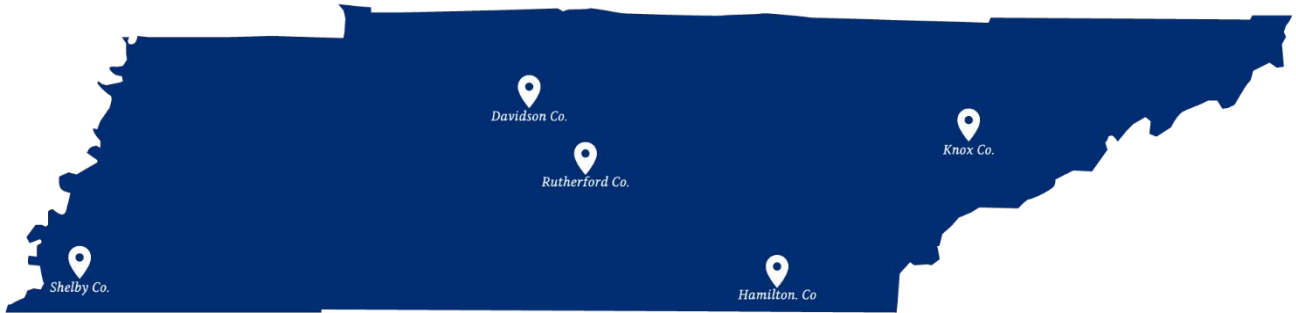 Davidson Co.
Knox Co.
Rutherford Co.
Shelby Co.
Hamilton. Co